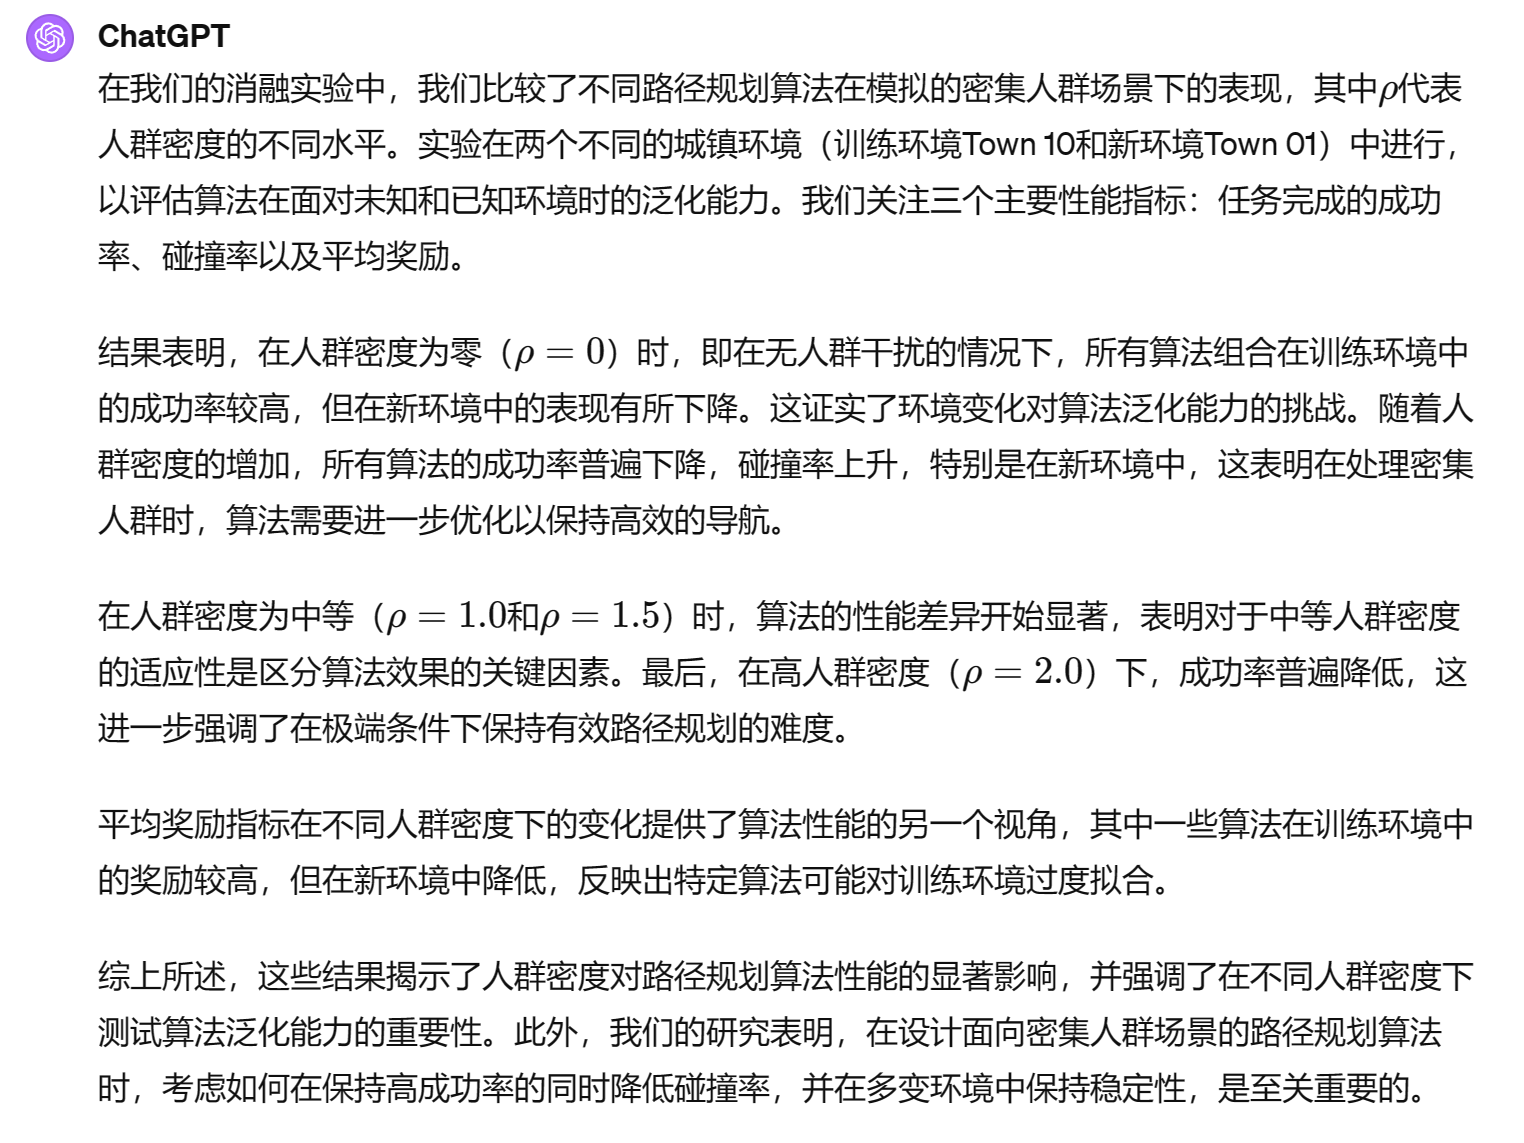 ChatGPT
在我们的消融实验中，我们比较了不同路径规划算法在模拟的密集人群场景下的表现，其中ρ代表
人群密度的不同水平。实验在两个不同的城镇环境（训练环境Town 10和新环境Town 01）中进行，
以评估算法在面对未知和已知环境时的泛化能力。我们关注三个主要性能指标：任务完成的成功
率、碰撞率以及平均奖励。
结果表明，在人群密度为零（ρ = 0）时，即在无人群干扰的情况下，所有算法组合在训练环境中
的成功率较高，但在新环境中的表现有所下降。这证实了环境变化对算法泛化能力的挑战。随着人
群密度的增加，所有算法的成功率普遍下降，碰撞率上升，特别是在新环境中，这表明在处理密集
人群时，算法需要进一步优化以保持高效的导航。
在人群密度为中等（ρ = 1.0和ρ = 1.5）时，算法的性能差异开始显著，表明对于中等人群密度
的适应性是区分算法效果的关键因素。最后，在高人群密度（ρ = 2.0）下，成功率普遍降低，这
进一步强调了在极端条件下保持有效路径规划的难度。
平均奖励指标在不同人群密度下的变化提供了算法性能的另一个视角，其中一些算法在训练环境中
的奖励较高，但在新环境中降低，反映出特定算法可能对训练环境过度拟合。
综上所述，这些结果揭示了人群密度对路径规划算法性能的显著影响，并强调了在不同人群密度下
测试算法泛化能力的重要性。此外，我们的研究表明，在设计面向密集人群场景的路径规划算法
时，考虑如何在保持高成功率的同时降低碰撞率，并在多变环境中保持稳定性，是至关重要的。